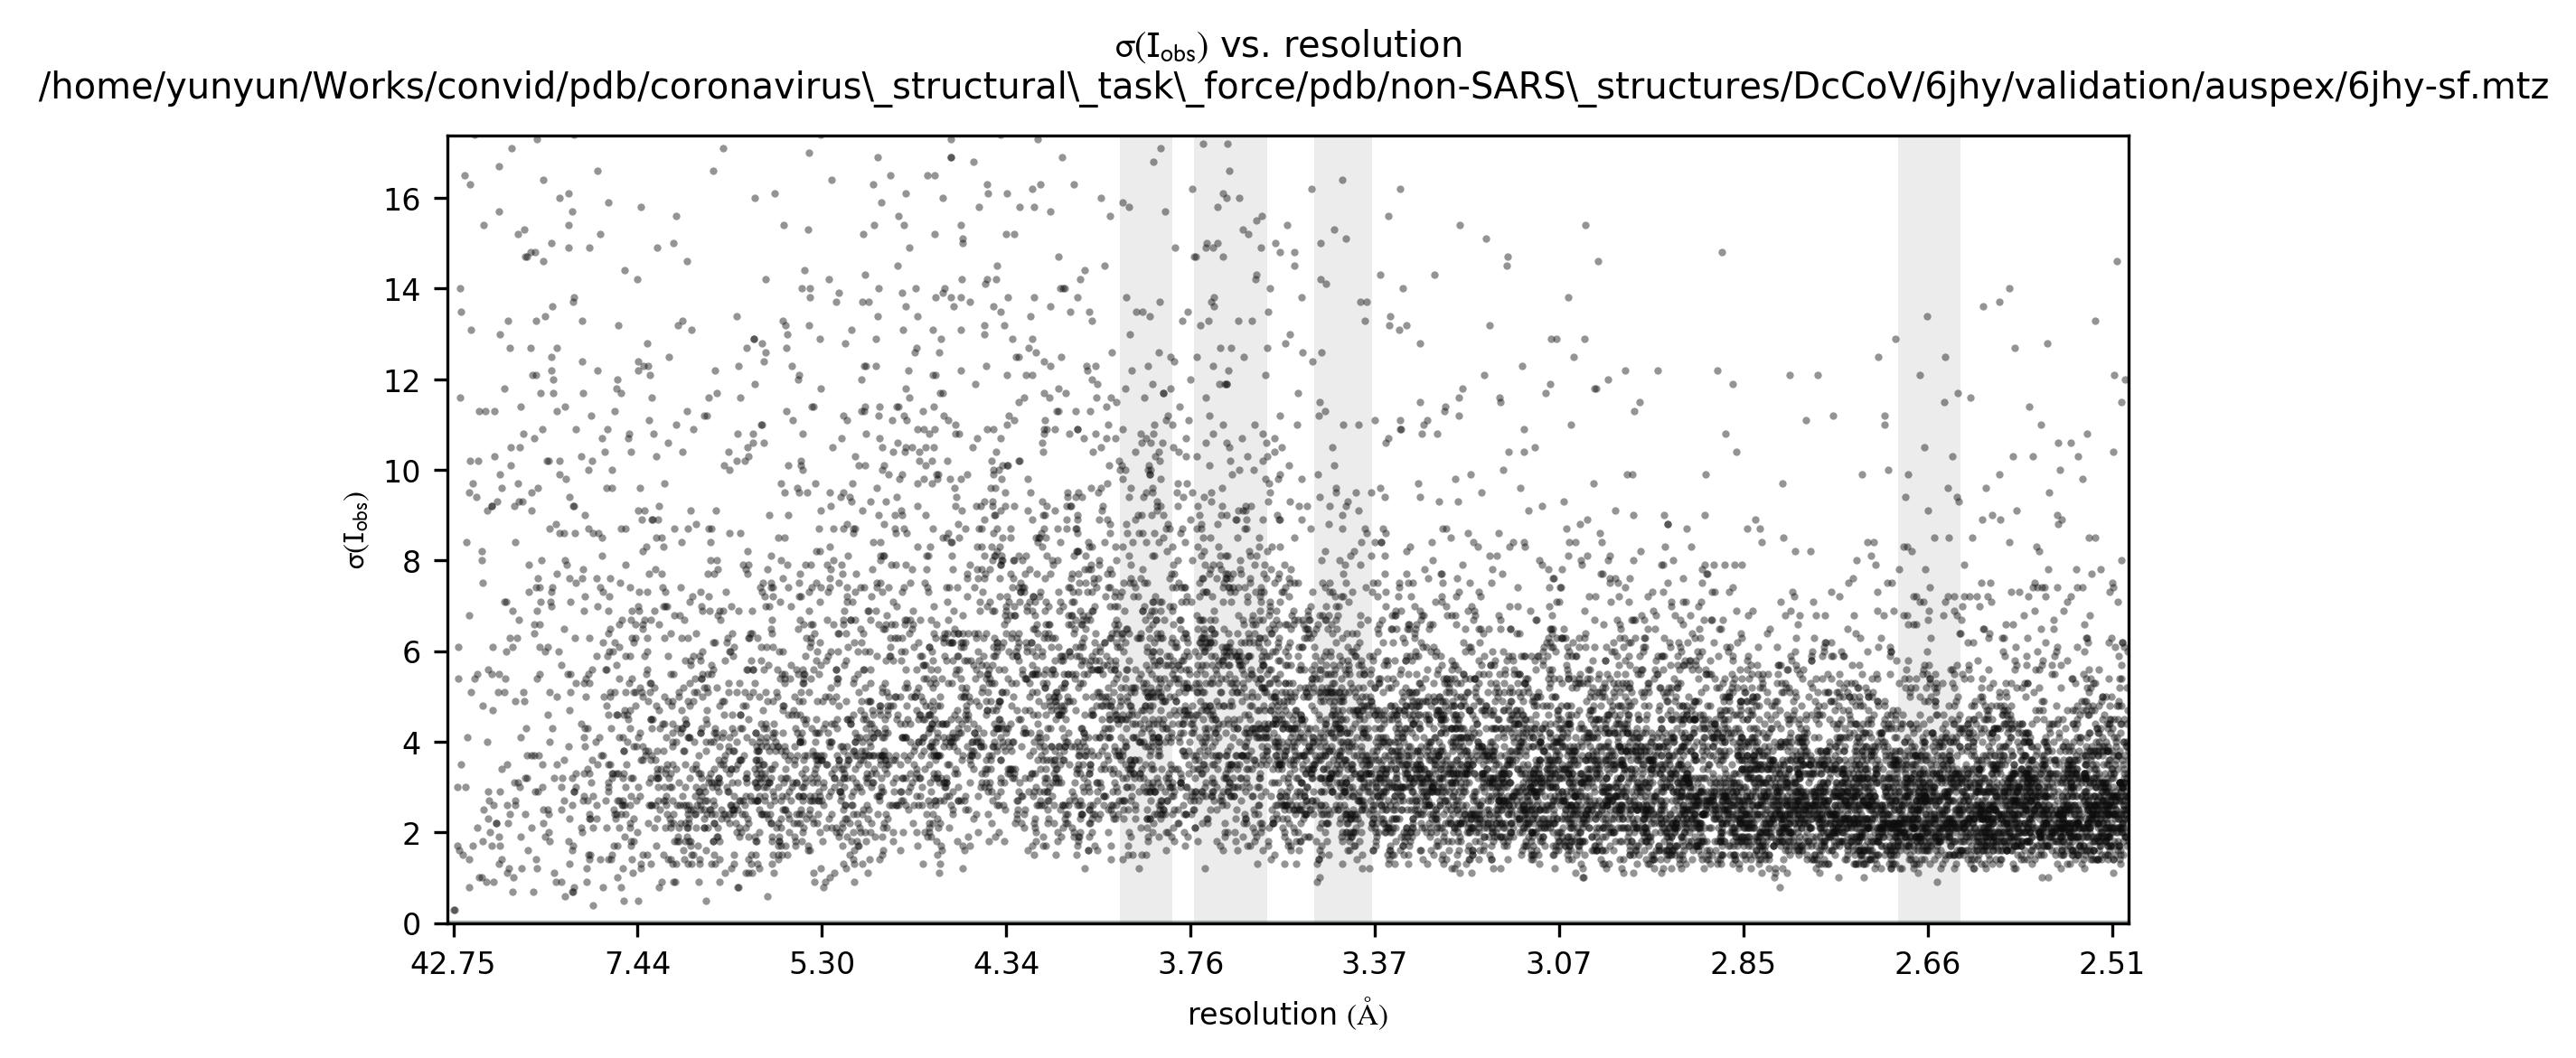 σ(I_obs) vs. resolution
/home/yunyun/Works/convid/pdb/coronavirus\_structural\_task\_force/pdb/non-SARS\_structures/DcCoV/6jhy/validation/auspex/6jhy-sf.mtz
σ(I_obs)
16
14
12
10
8
6
4
2
0
42.75 7.44 5.30 4.34 3.76 3.37 3.07 2.85 2.66 2.51
resolution (Å)